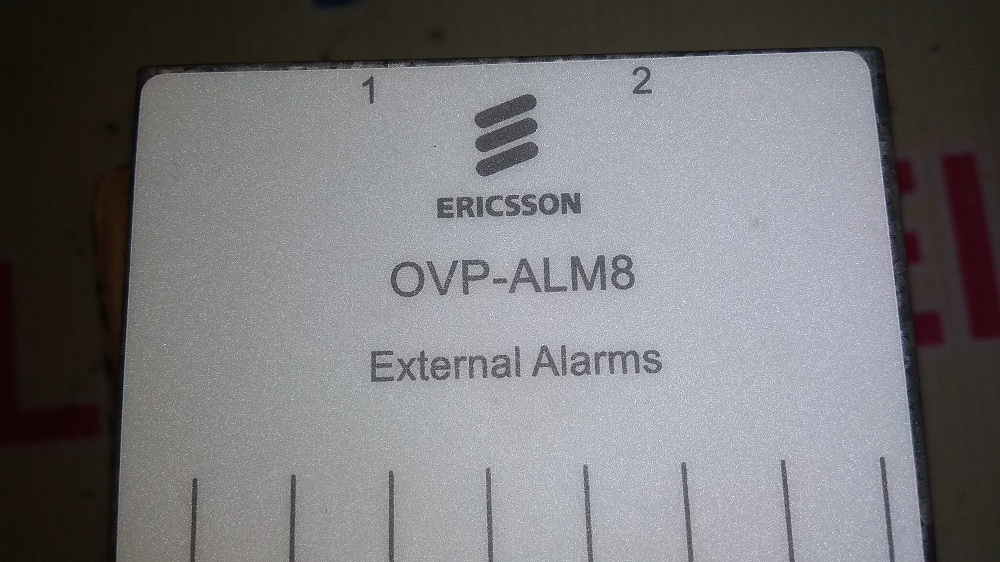 1 2
ERICSSON
OVP-ALM8
External Alarms